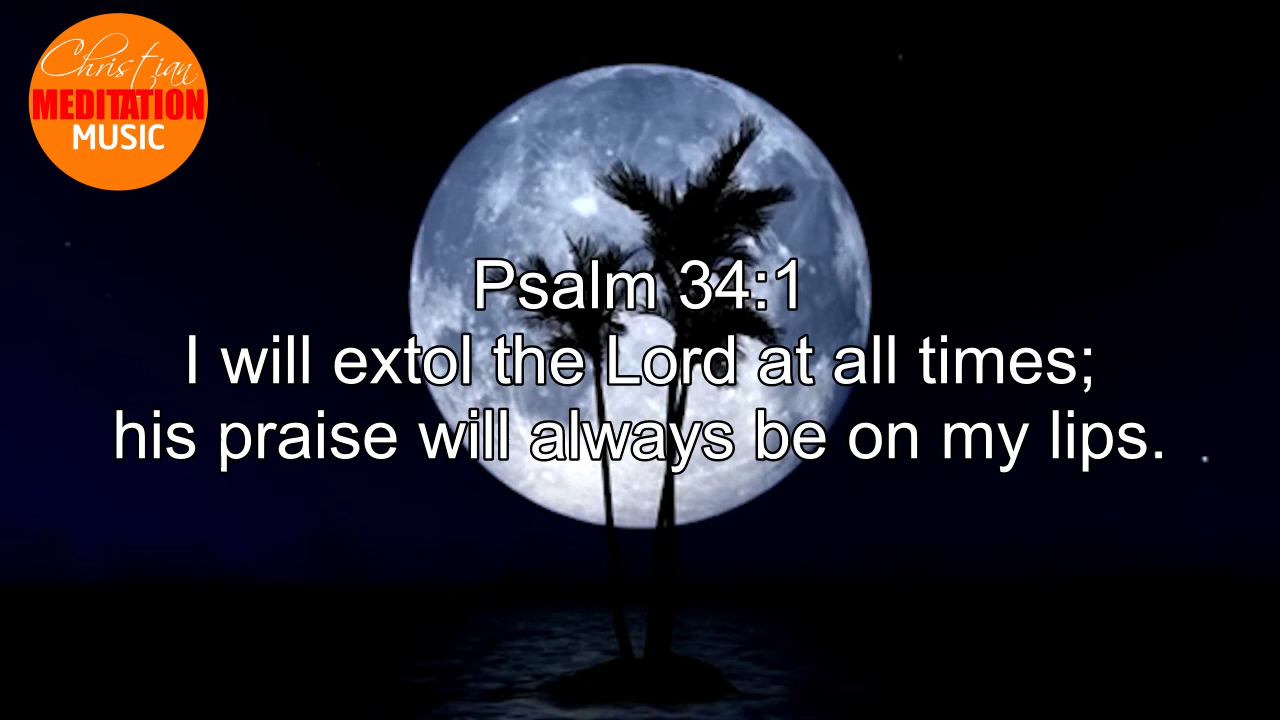 Christian
MEDITATION
MUSIC
Psalm 34:1
I will extol the Lord at all times;
his praise will always be on my lips.